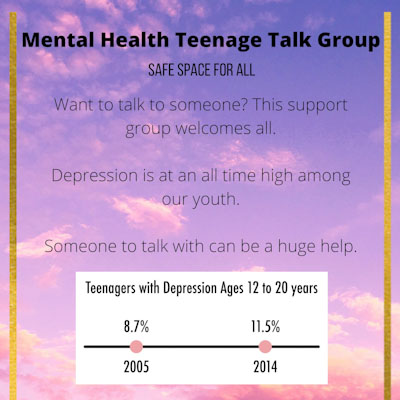 Mental Health Teenage Talk Group
SAFE SPACE FOR ALL
Want to talk to someone? This support
group welcomes all.
Depression is at an all time high among
our youth.
Someone to talk with can be a huge help.
Teenagers with Depression Ages 12 to 20 years
8.7% 11.5%
2005 2014